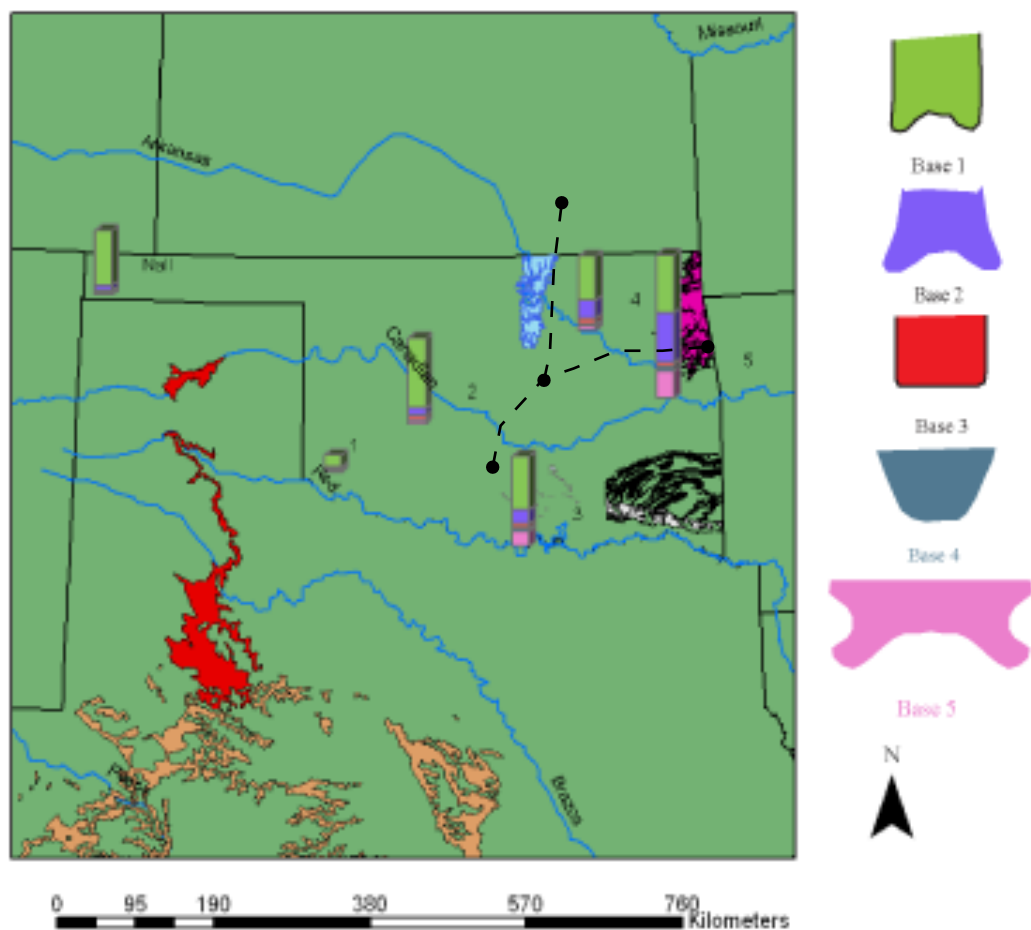 Missouri
Arkansas
Nall
4
Canadian
5
2
1
Red
3
Brazos
Base 1
Base 2
Base 3
Base 4
Base 5
N
0 95 190 380 570 760
Kilometers